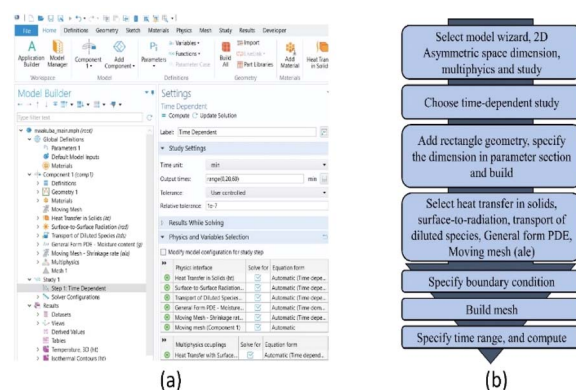 File Home Definitions Geometry Sketch Materials Physics Mesh Study Results Developer
Application Builder
Model Manager
Component 1
Add Component
Parameters
Variables
Functions
Parameter Case
Build All
Import
Part Libraries
Add Material
Heat Tran in Solid
Workspace Model Definitions Geometry Materials
Model Builder
Type filter text
Global Definitions
Parameters 1
Default Model Inputs
Materials
Component 1 (comp1)
Definitions
Geometry 1
Materials
Moving Mesh
Heat Transfer in Solids (ht)
Surface-to-Surface Radiation (rad)
Transport of Diluted Species (tds)
General Form PDE - Moisture content (g)
Moving Mesh - Shrinkage rate (ale)
Multiphysics
Mesh 1
Study 1
Step 1: Time Dependent
Solver Configurations
Results
Datasets
Views
Derived Values
Tables
Temperature, 3D (ht)
Isothermal Contours (ht)
Settings
Time Dependent
Compute Update Solution
Label: Time Dependent
Study Settings
Time unit: min
Output times: range(0,20,60) min
Tolerance: User controlled
Relative tolerance: 1e-7
Results While Solving
Physics and Variables Selection
Modify model configuration for study step
Physics interface Solve for Equation form
Heat Transfer in Solids (ht) Automatic (Time depe...
Surface-to-Surface Radiation... Automatic (Time depe...
Transport of Diluted Species... Automatic (Time depe...
General Form PDE - Moisture... Automatic (Time dem...
Moving Mesh - Shrinkage rat... Automatic (Time depe...
Moving mesh (Component 1) Automatic
Multiphysics couplings Solve for Equation form
Heat Transfer with Surface... Automatic (Time depend...
(a)
Select model wizard, 2D
Asymmetric space dimension,
multiphyics and study
Choose time-dependent study
Add rectangle geometry, specify
the dimension in parameter section
and build
Select heat transfer in solids,
surface-to-radiation, transport of
diluted species, General form PDE,
Moving mesh (ale)
Specify boundary condition
Build mesh
Specify time range, and compute
(b)